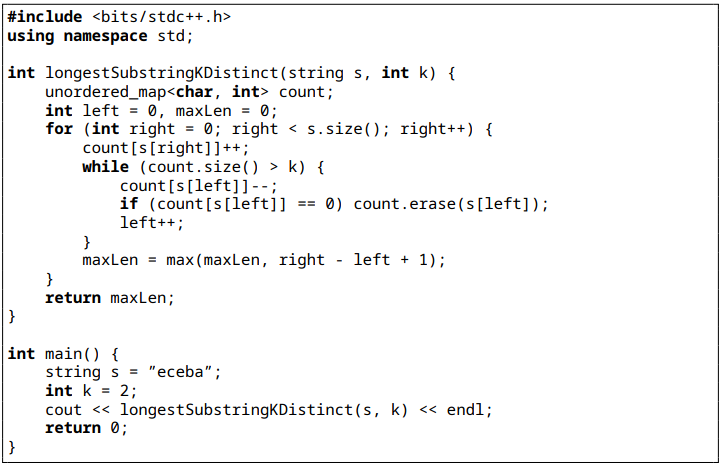 #include <bits/stdc++.h>
using namespace std;

int longestSubstringKDistinct(string s, int k) {
    unordered_map<char, int> count;
    int left = 0, maxLen = 0;
    for (int right = 0; right < s.size(); right++) {
        count[s[right]]++;
        while (count.size() > k) {
            count[s[left]]--;
            if (count[s[left]] == 0) count.erase(s[left]);
            left++;
        }
        maxLen = max(maxLen, right - left + 1);
    }
    return maxLen;
}

int main() {
    string s = "eceba";
    int k = 2;
    cout << longestSubstringKDistinct(s, k) << endl;
    return 0;
}